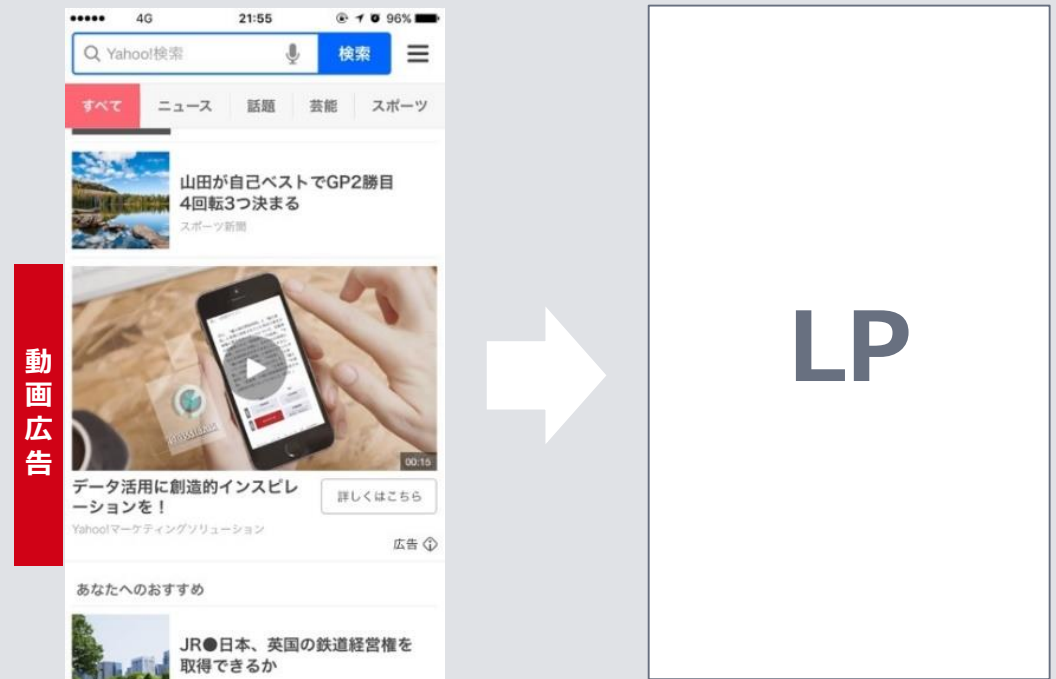 4G 21:55 96%
Yahoo!検索
検索
すべて ニュース 話題 芸能 スポーツ
山田が自己ベストでGP2勝目
4回転3つ決まる
スポーツ新聞
動画広告
00:15
データ活用に創造的インスピレ
ーションを！
詳しくはこちら
Yahoo!マーケティングソリューション
広告
あなたへのおすすめ
JR●日本、英国の鉄道経営権を
取得できるか
LP